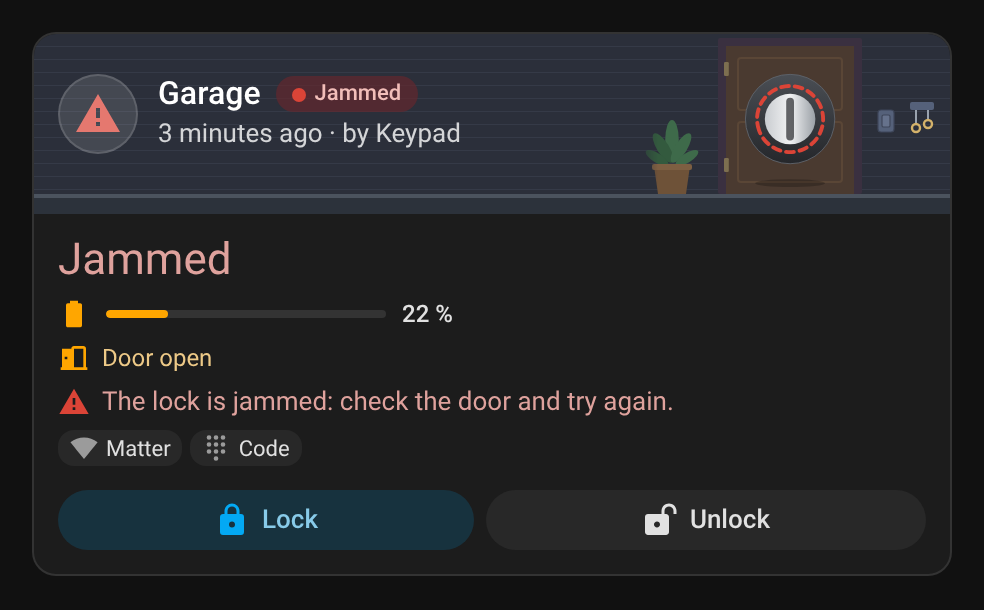 Garage Jammed
3 minutes ago · by Keypad
Jammed
22 %
Door open
The lock is jammed: check the door and try again.
Matter Code
Lock Unlock